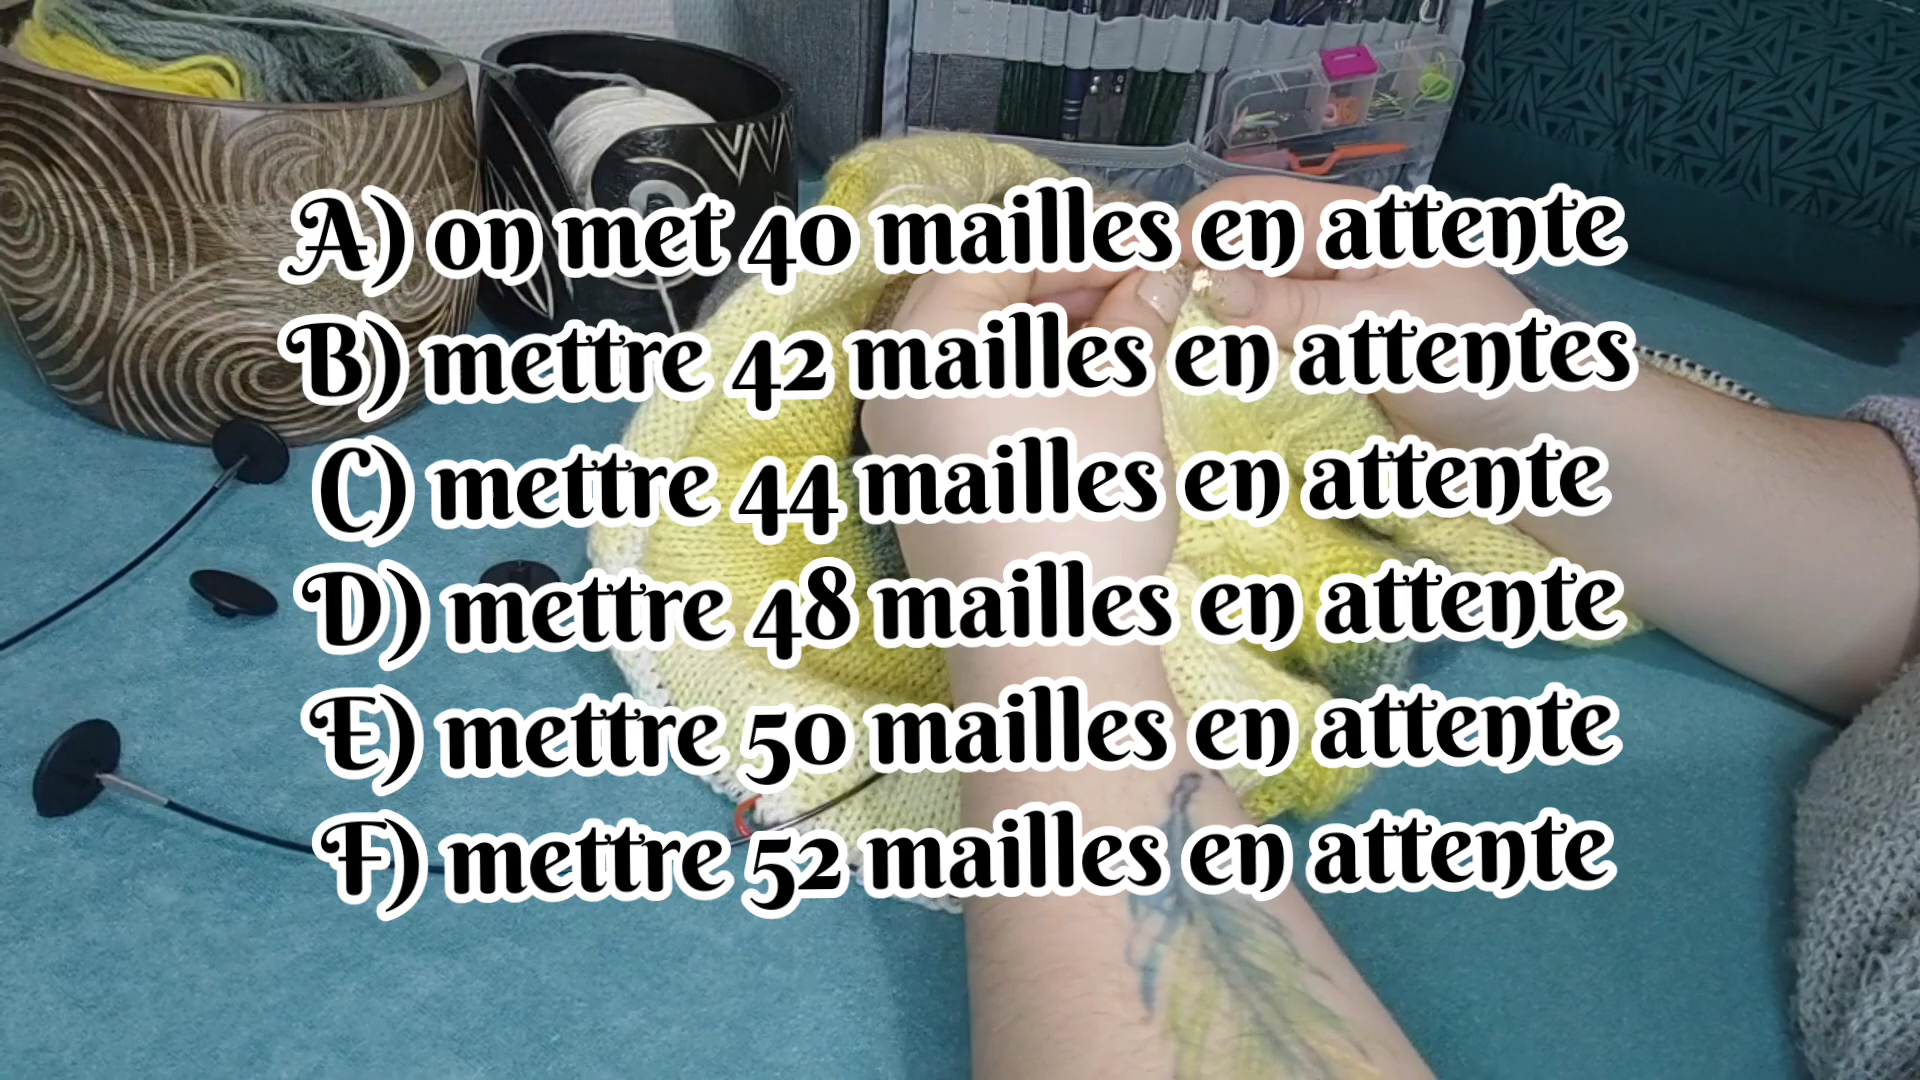 A) on met 40 mailles en attente
B) mettre 42 mailles en attentes
C) mettre 44 mailles en attente
D) mettre 48 mailles en attente
E) mettre 50 mailles en attente
F) mettre 52 mailles en attente